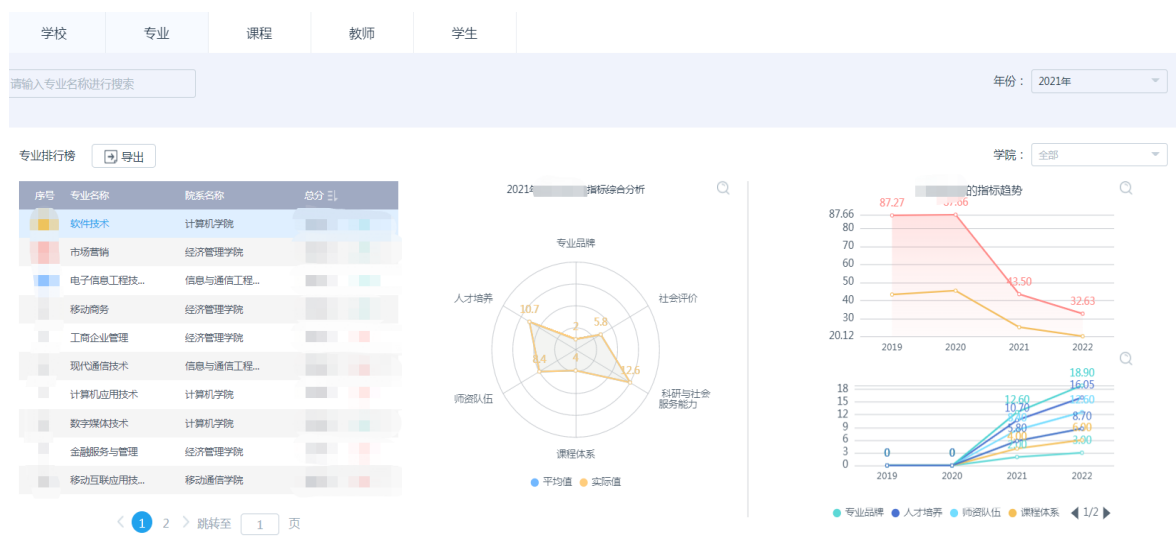 学校 专业 课程 教师 学生
请输入专业名称进行搜索 年份： 2021年
专业排行榜 导出 学院： 全部
序号 专业名称 院系名称 总分
软件技术 计算机学院
市场营销 经济管理学院
电子信息工程技... 信息与通信工程...
移动商务 经济管理学院
工商企业管理 经济管理学院
现代通信技术 信息与通信工程...
计算机应用技术 计算机学院
数字媒体技术 计算机学院
金融服务与管理 经济管理学院
移动互联应用技... 移动通信学院
1 2 跳转至 1 页
2021 指标综合分析
专业品牌
人才培养 社会评价
10.7 2 5.8
8.4 4 12.6
师资队伍 科研与社会
服务能力
课程体系
平均值 实际值
的指标趋势
87.27
87.66
80
70
60
50 43.50
40 32.63
30
20.12
2019 2020 2021 2022
18.90
18 16.05
15 12.60
12 10.70
9 8.70
6 5.80
3 0 0 3.00
0
2019 2020 2021 2022
专业品牌 人才培养 师资队伍 课程体系 1/2